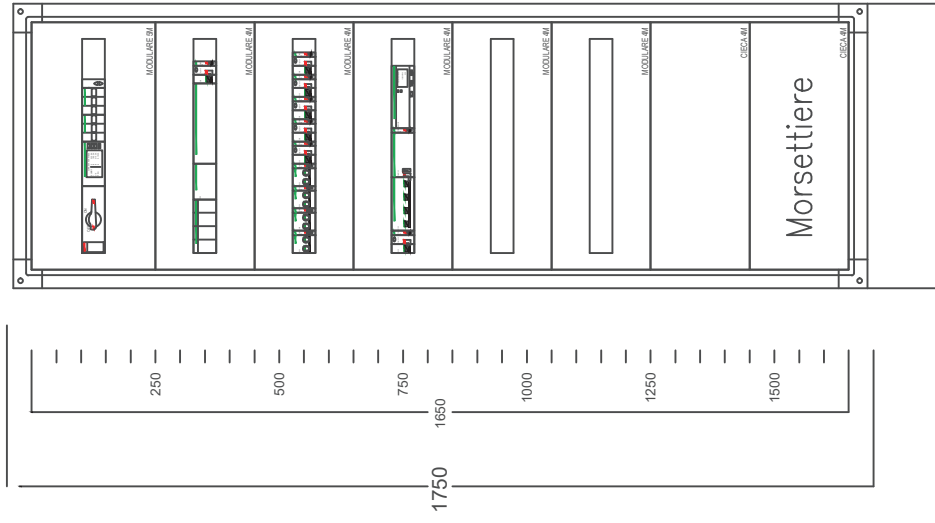 MODULARE 5M
MODULARE 4M
MODULARE 4M
MODULARE 4M
MODULARE 4M
MODULARE 4M
CIECA 4M
CIECA 4M
Morsettiere
250
500
750
1000
1250
1500
1650
1750